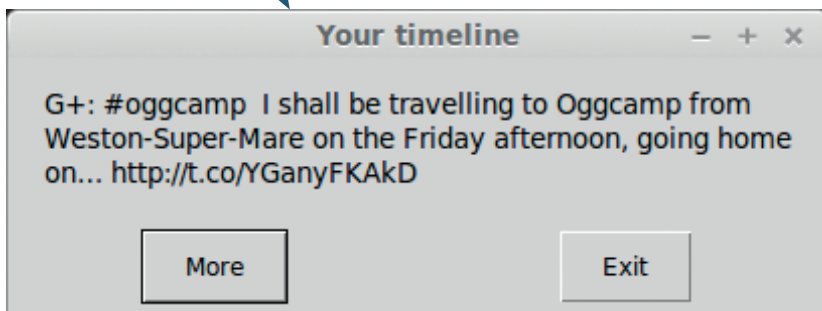 Your timeline
G+: #oggcamp  I shall be travelling to Oggcamp from
Weston-Super-Mare on the Friday afternoon, going home
on... http://t.co/YGanyFKAkD
More
Exit